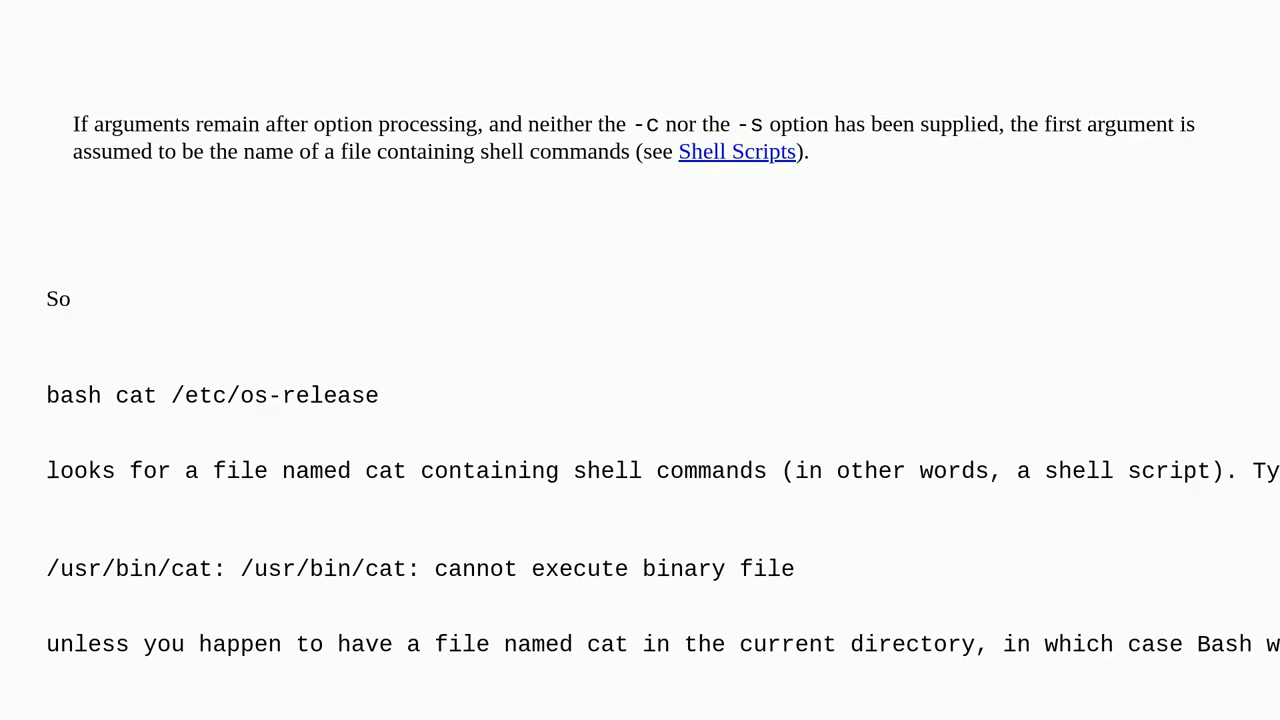 If arguments remain after option processing, and neither the -c nor the -s option has been supplied, the first argument is
assumed to be the name of a file containing shell commands (see Shell Scripts).
So
bash cat /etc/os-release
looks for a file named cat containing shell commands (in other words, a shell script). Ty
/usr/bin/cat: /usr/bin/cat: cannot execute binary file
unless you happen to have a file named cat in the current directory, in which case Bash w